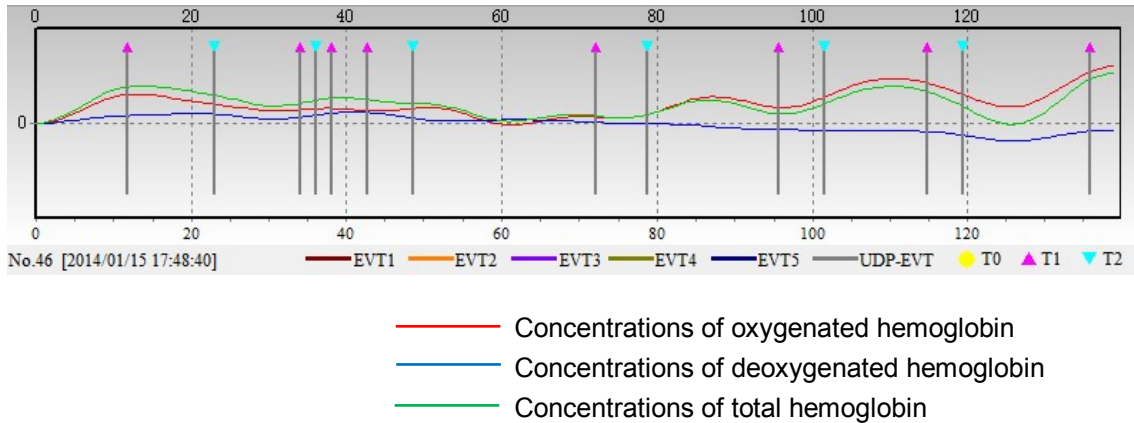 0 20 40 60 80 100 120
0
0 20 40 60 80 100 120
No.46 [2014/01/15 17:48:40] EVT1 EVT2 EVT3 EVT4 EVT5 UDP-EVT T0 T1 T2
Concentrations of oxygenated hemoglobin
Concentrations of deoxygenated hemoglobin
Concentrations of total hemoglobin